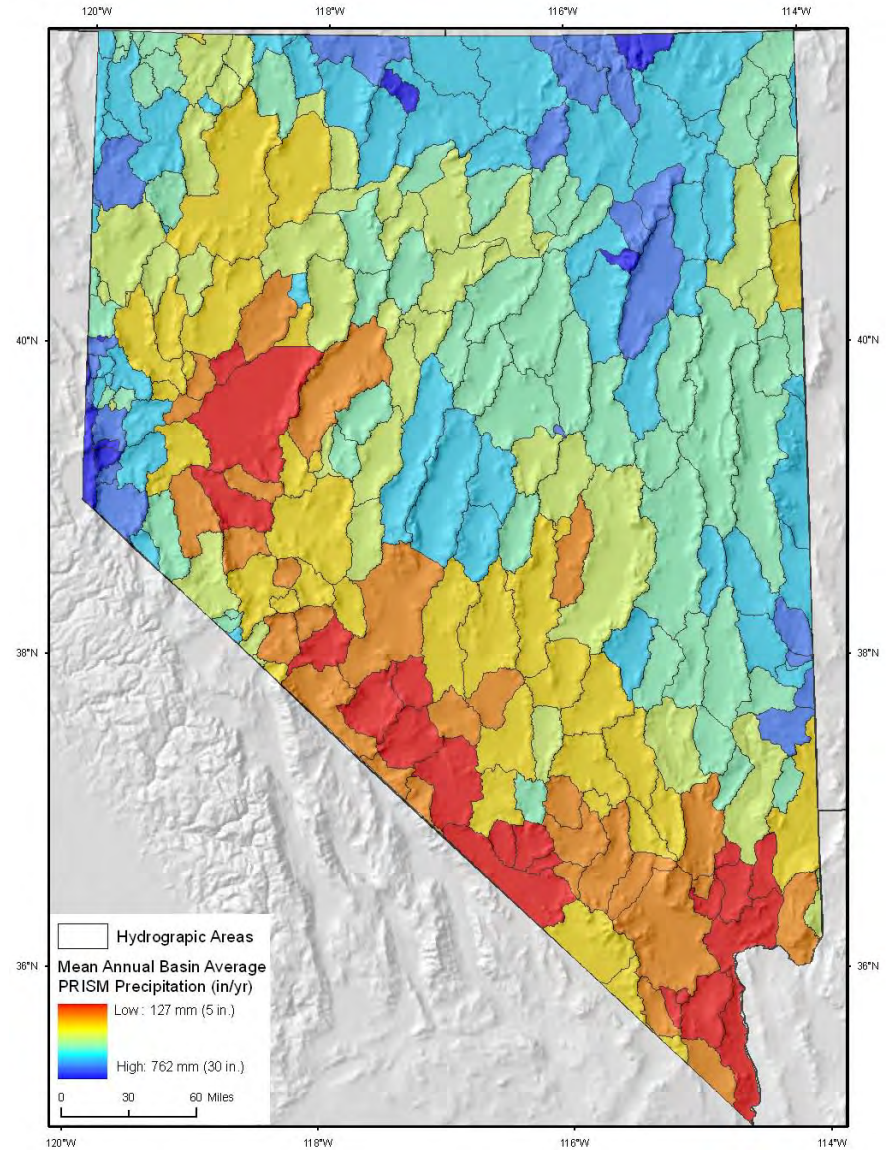 120°W 118°W 116°W 114°W
40°N 40°N
38°N 38°N
36°N 36°N
Hydrograpic Areas
Mean Annual Basin Average
PRISM Precipitation (in/yr)
Low : 127 mm (5 in.)
High: 762 mm (30 in.)
0 30 60 Miles
120°W 118°W 116°W 114°W